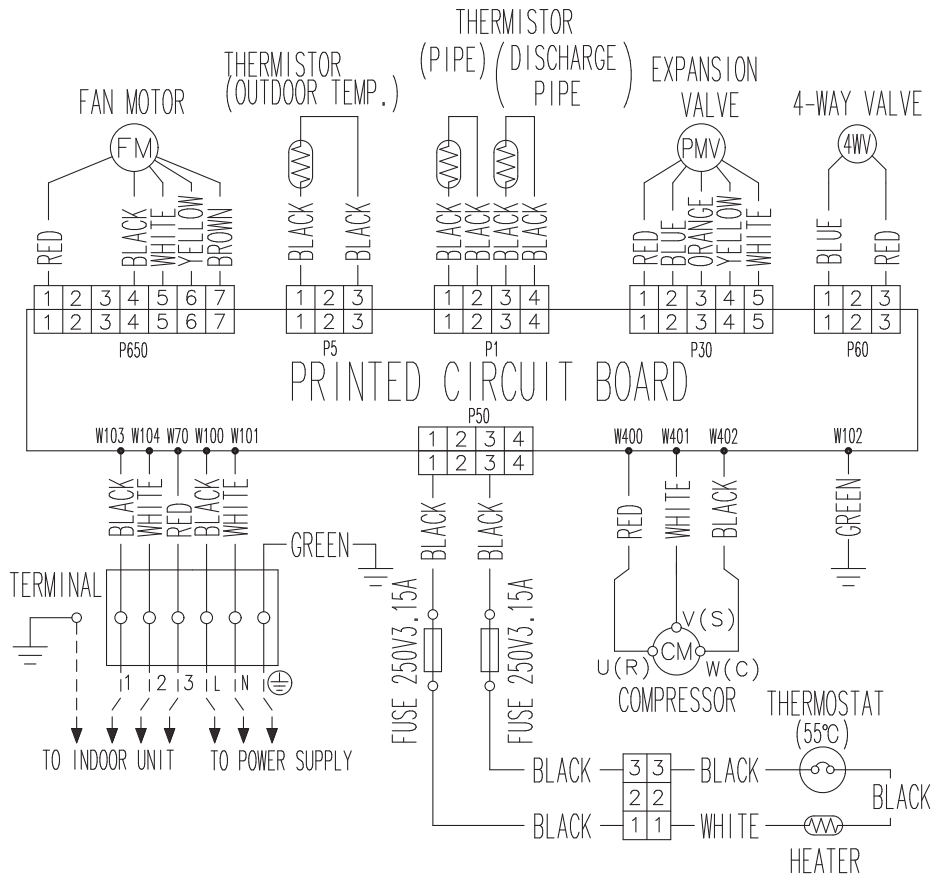 THERMISTOR
(PIPE) (DISCHARGE PIPE)
THERMISTOR
(OUTDOOR TEMP.)
EXPANSION
VALVE
FAN MOTOR
4-WAY VALVE
FM
PMV
4WV
RED BLACK WHITE YELLOW BROWN
BLACK BLACK
BLACK BLACK BLACK BLACK
RED BLUE ORANGE YELLOW WHITE
BLUE RED
1 2 3 4 5 6 7
1 2 3 4 5 6 7
P650
1 2 3
1 2 3
P5
1 2 3 4
1 2 3 4
P1
1 2 3 4 5
1 2 3 4 5
P30
1 2 3
1 2 3
P60
PRINTED CIRCUIT BOARD
P50
1 2 3 4
1 2 3 4
W103 W104 W70 W100 W101
W400 W401 W402
W102
BLACK WHITE RED BLACK WHITE
GREEN
BLACK BLACK
RED WHITE BLACK
GREEN
TERMINAL
1 2 3 L N
TO INDOOR UNIT
TO POWER SUPPLY
FUSE 250V3.15A
FUSE 250V3.15A
V(S)
CM
U(R)
W(C)
COMPRESSOR
THERMOSTAT
(55℃)
BLACK 3 3 BLACK
2 2
BLACK
BLACK 1 1 WHITE
HEATER